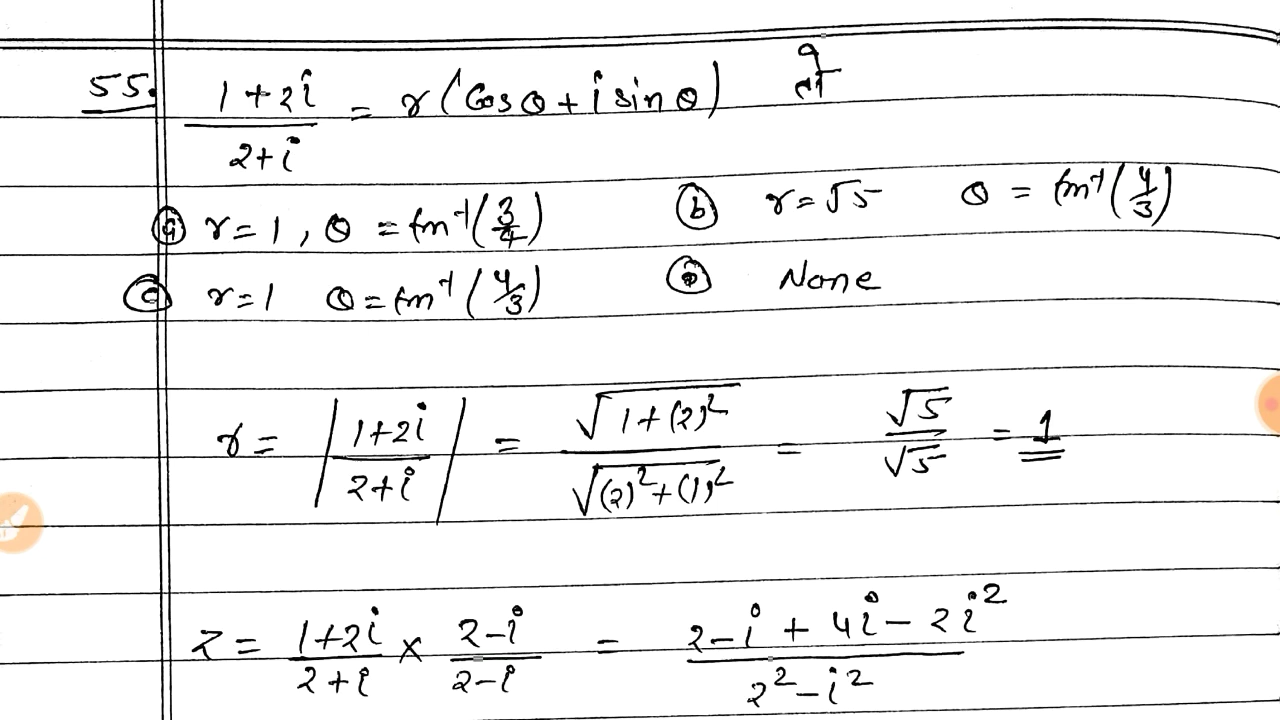 55. (1+2i)/(2+i) = r(Cosθ + i sinθ) तो
(a) r=1, θ = tan⁻¹(3/4) (b) r=√5 θ = tan⁻¹(4/3)
(c) r=1 θ = tan⁻¹(4/3) (D) None
r = |(1+2i)/(2+i)| = √(1+(2)²)/√((2)²+(1)²) = √5/√5 = 1
z = (1+2i)/(2+i) × (2-i)/(2-i) = (2-i+4i-2i²)/(2²-i²)